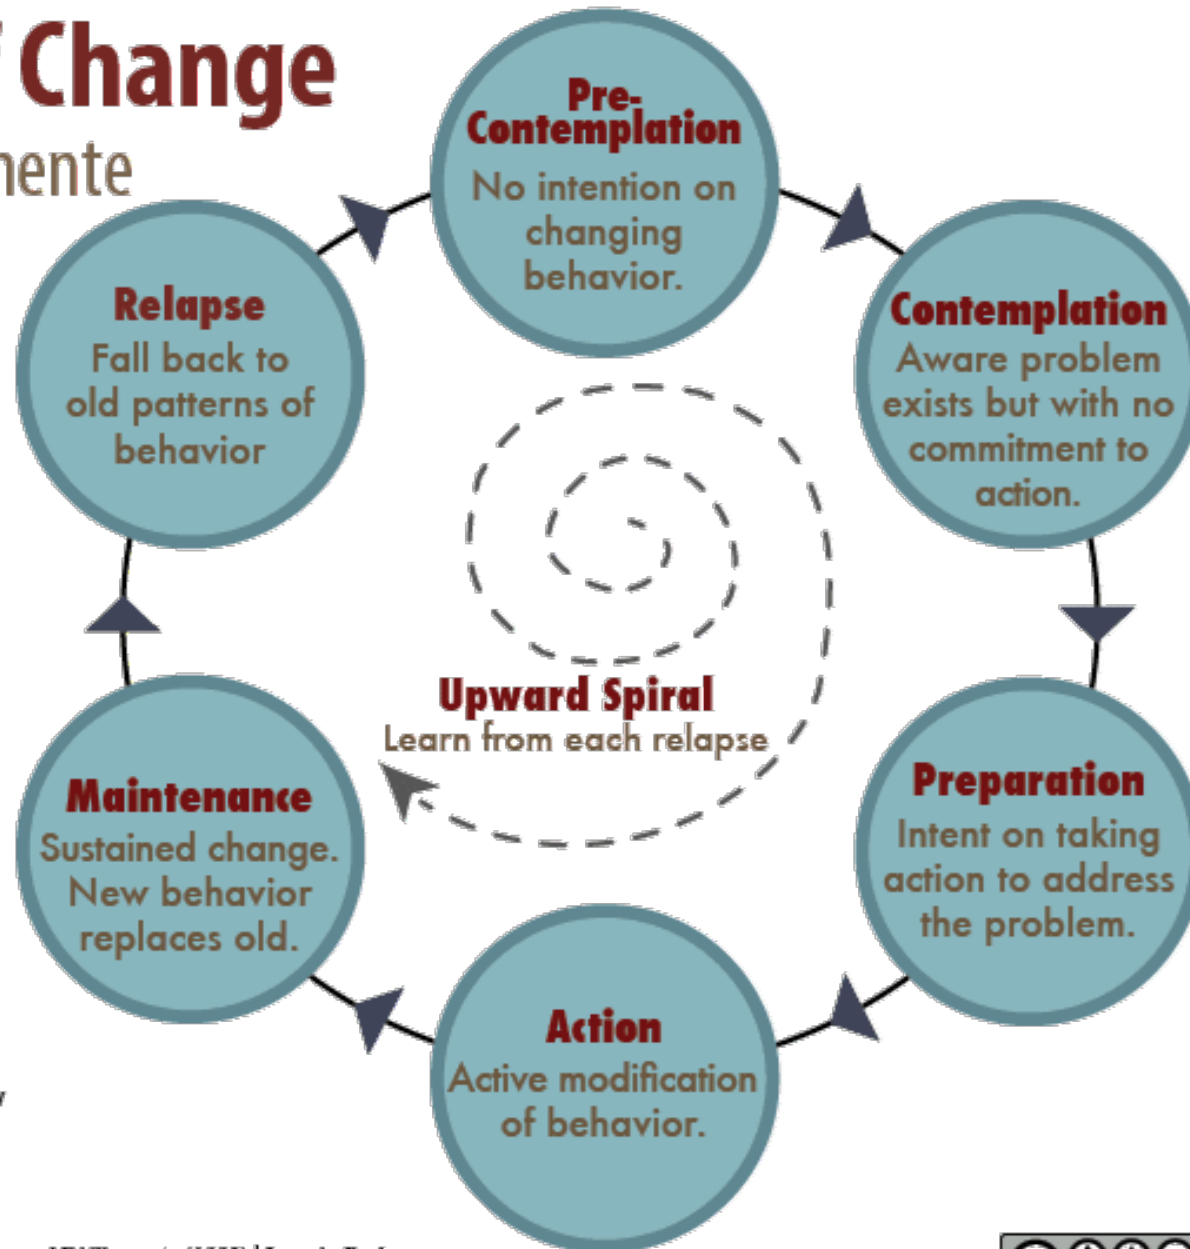 Change
mente
Pre-
Contemplation
No intention on
changing
behavior.
Contemplation
Aware problem
exists but with no
commitment to
action.
Preparation
Intent on taking
action to address
the problem.
Action
Active modification
of behavior.
Maintenance
Sustained change.
New behavior
replaces old.
Relapse
Fall back to
old patterns of
behavior
Upward Spiral
Learn from each relapse